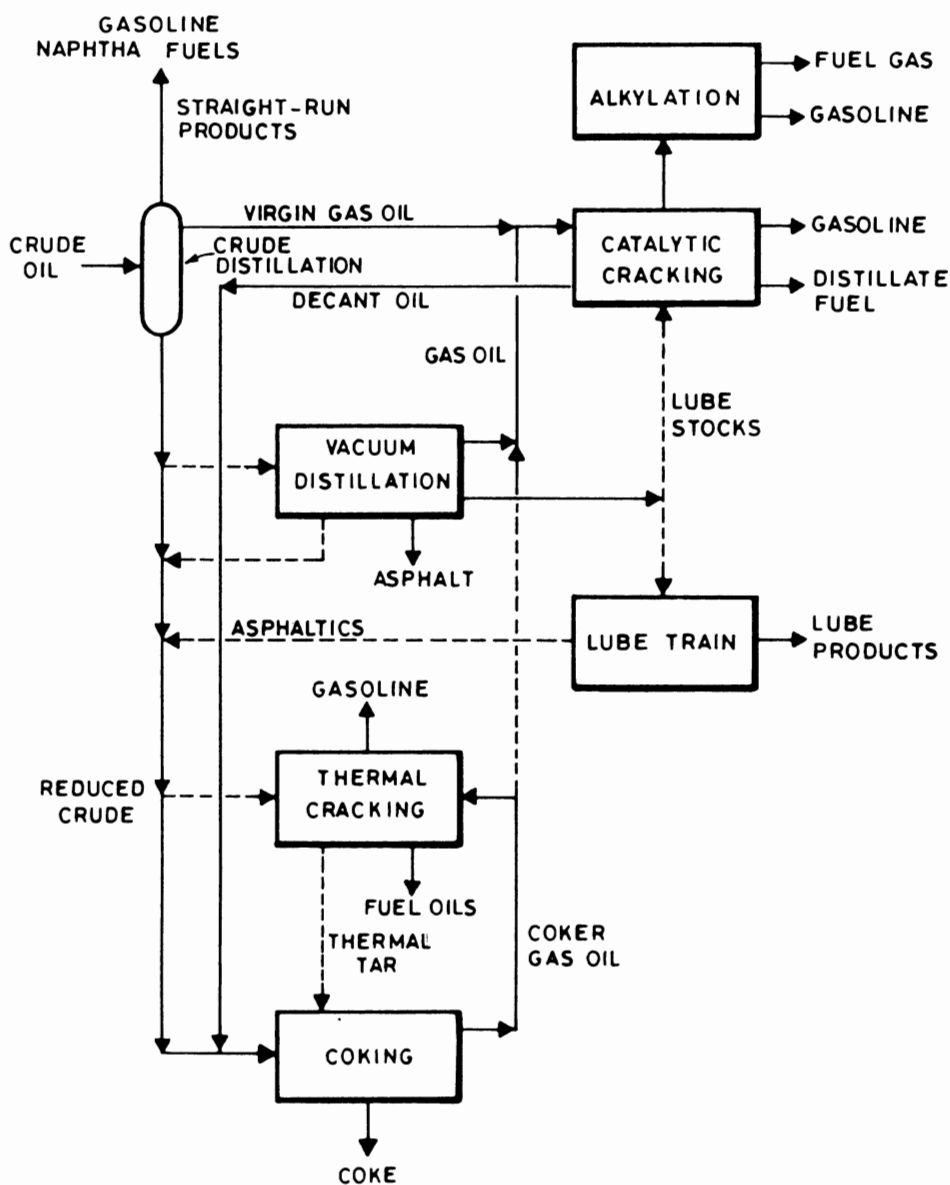 GASOLINE
NAPHTHA FUELS
STRAIGHT-RUN
PRODUCTS
ALKYLATION
FUEL GAS
GASOLINE
CRUDE
OIL
VIRGIN GAS OIL
CRUDE
DISTILLATION
DECANT OIL
CATALYTIC
CRACKING
GASOLINE
DISTILLATE
FUEL
GAS OIL
LUBE
STOCKS
VACUUM
DISTILLATION
ASPHALT
ASPHALTICS
LUBE TRAIN
LUBE
PRODUCTS
GASOLINE
THERMAL
CRACKING
REDUCED
CRUDE
FUEL OILS
THERMAL
TAR
COKER
GAS OIL
COKING
COKE